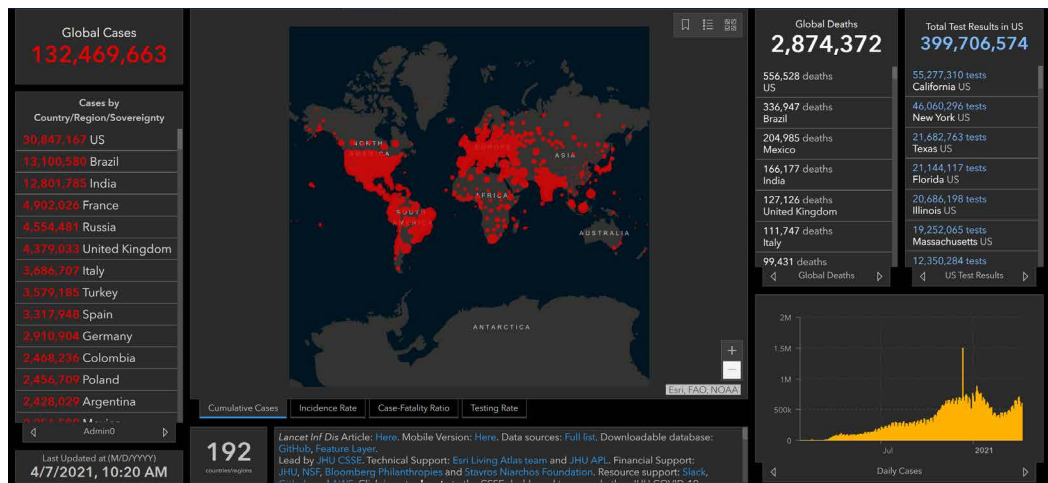 Global Cases
132,469,663
Cases by
Country/Region/Sovereignty
30,847,167 US
13,100,580 Brazil
12,801,785 India
4,902,026 France
4,554,481 Russia
4,379,033 United Kingdom
3,686,707 Italy
3,579,185 Turkey
3,317,948 Spain
2,910,904 Germany
2,468,236 Colombia
2,456,709 Poland
2,428,029 Argentina
Admin0
Last Updated at (M/D/YYYY)
4/7/2021, 10:20 AM
NORTH
AMERICA
EUROPE
ASIA
AFRICA
SOUTH
AMERICA
AUSTRALIA
ANTARCTICA
+
−
Esri, FAO, NOAA
Cumulative Cases
Incidence Rate
Case-Fatality Ratio
Testing Rate
192
countries/regions
Lancet Inf Dis Article: Here. Mobile Version: Here. Data sources: Full list. Downloadable database:
GitHub, Feature Layer.
Lead by JHU CSSE. Technical Support: Esri Living Atlas team and JHU APL. Financial Support:
JHU, NSF, Bloomberg Philanthropies and Stavros Niarchos Foundation. Resource support: Slack,
Global Deaths
2,874,372
556,528 deaths
US
336,947 deaths
Brazil
204,985 deaths
Mexico
166,177 deaths
India
127,126 deaths
United Kingdom
111,747 deaths
Italy
99,431 deaths
Global Deaths
Total Test Results in US
399,706,574
55,277,310 tests
California US
46,060,296 tests
New York US
21,682,763 tests
Texas US
21,144,117 tests
Florida US
20,686,198 tests
Illinois US
19,252,065 tests
Massachusetts US
12,350,284 tests
US Test Results
2M
1.5M
1M
500k
0
Jul
2021
Daily Cases